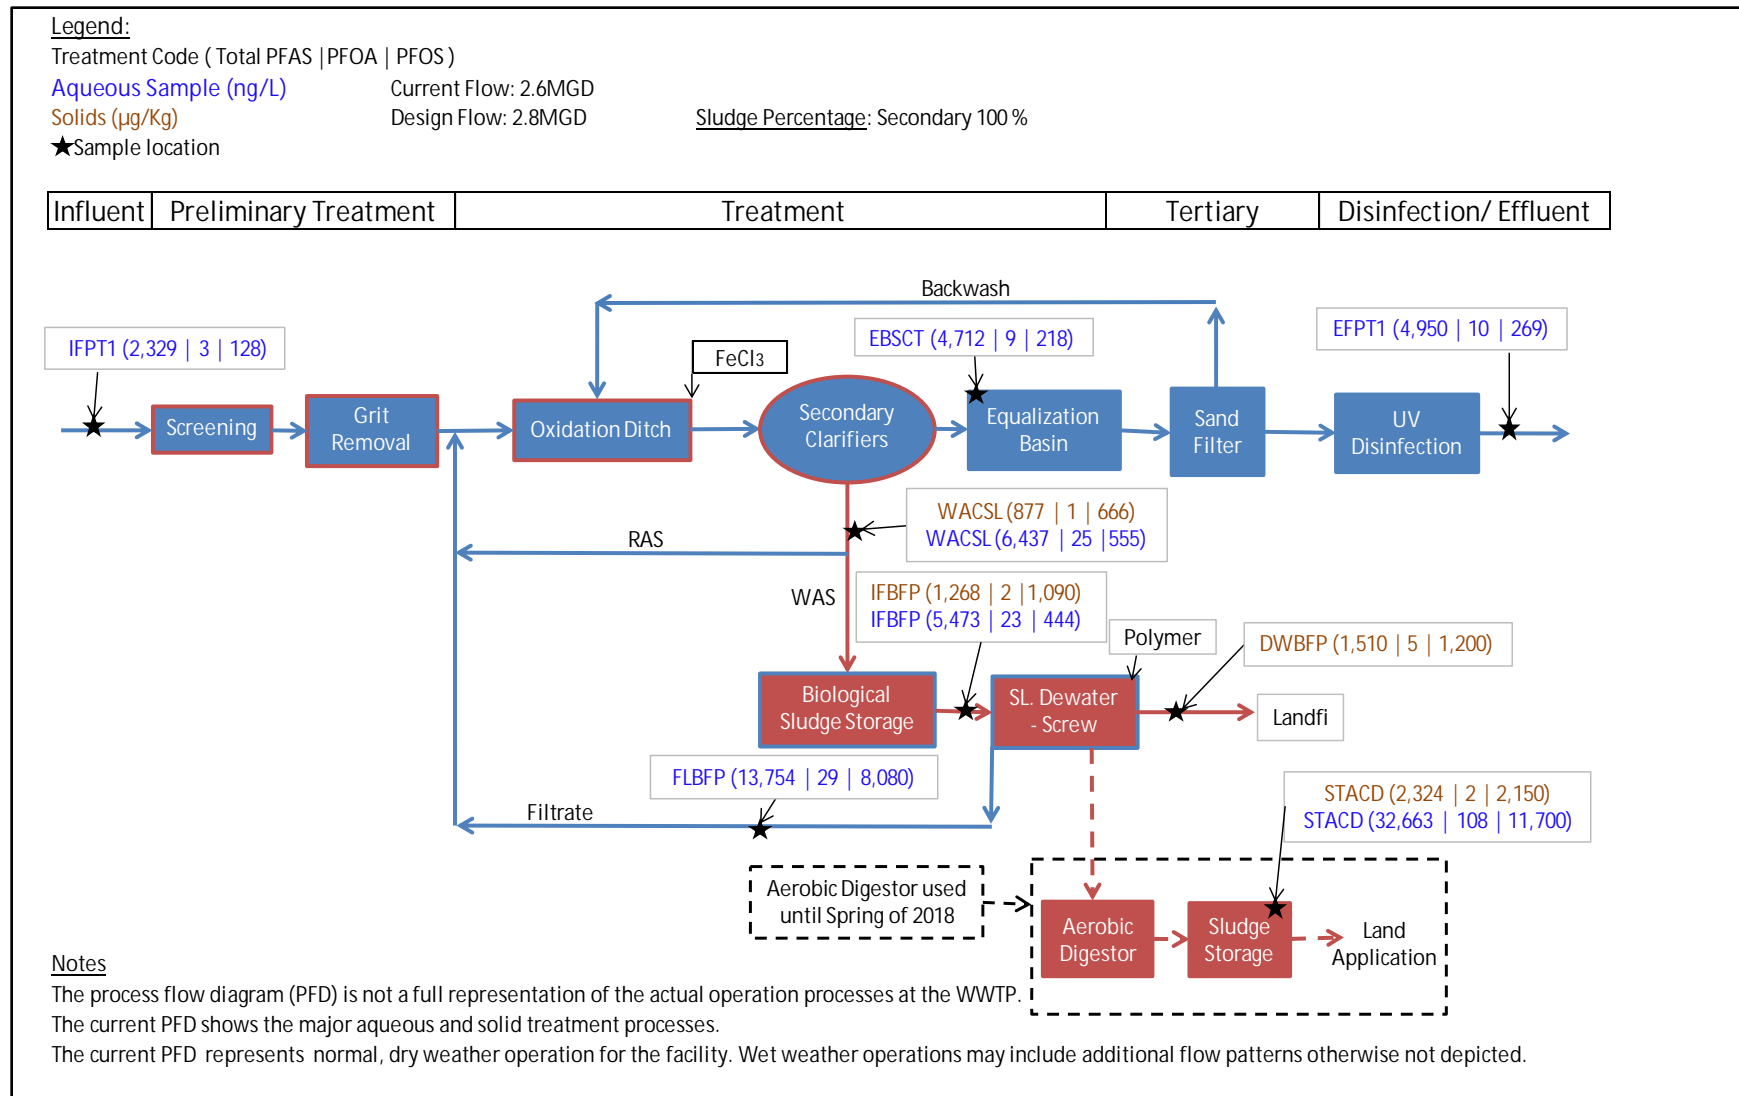 Legend:
Treatment Code ( Total PFAS |PFOA | PFOS )
Aqueous Sample (ng/L)
Current Flow: 2.6MGD
Solids (µg/Kg)
Design Flow: 2.8MGD
Sludge Percentage: Secondary 100 %
★Sample location
Influent
Preliminary Treatment
Treatment
Tertiary
Disinfection/ Effluent
Backwash
IFPT1 (2,329 | 3 | 128)
EBSCT (4,712 | 9 | 218)
EFPT1 (4,950 | 10 | 269)
FeCl3
Screening
Grit
Removal
Oxidation Ditch
Secondary
Clarifiers
Equalization
Basin
Sand
Filter
UV
Disinfection
WACSL (877 | 1 | 666)
WACSL (6,437 | 25 |555)
RAS
WAS
IFBFP (1,268 | 2 |1,090)
IFBFP (5,473 | 23 | 444)
Polymer
DWBFP (1,510 | 5 | 1,200)
Biological
Sludge Storage
SL. Dewater
- Screw
Landfi
FLBFP (13,754 | 29 | 8,080)
Filtrate
STACD (2,324 | 2 | 2,150)
STACD (32,663 | 108 | 11,700)
Aerobic Digestor used
until Spring of 2018
Aerobic
Digestor
Sludge
Storage
Land
Application
Notes
The process flow diagram (PFD) is not a full representation of the actual operation processes at the WWTP.
The current PFD shows the major aqueous and solid treatment processes.
The current PFD represents normal, dry weather operation for the facility. Wet weather operations may include additional flow patterns otherwise not depicted.